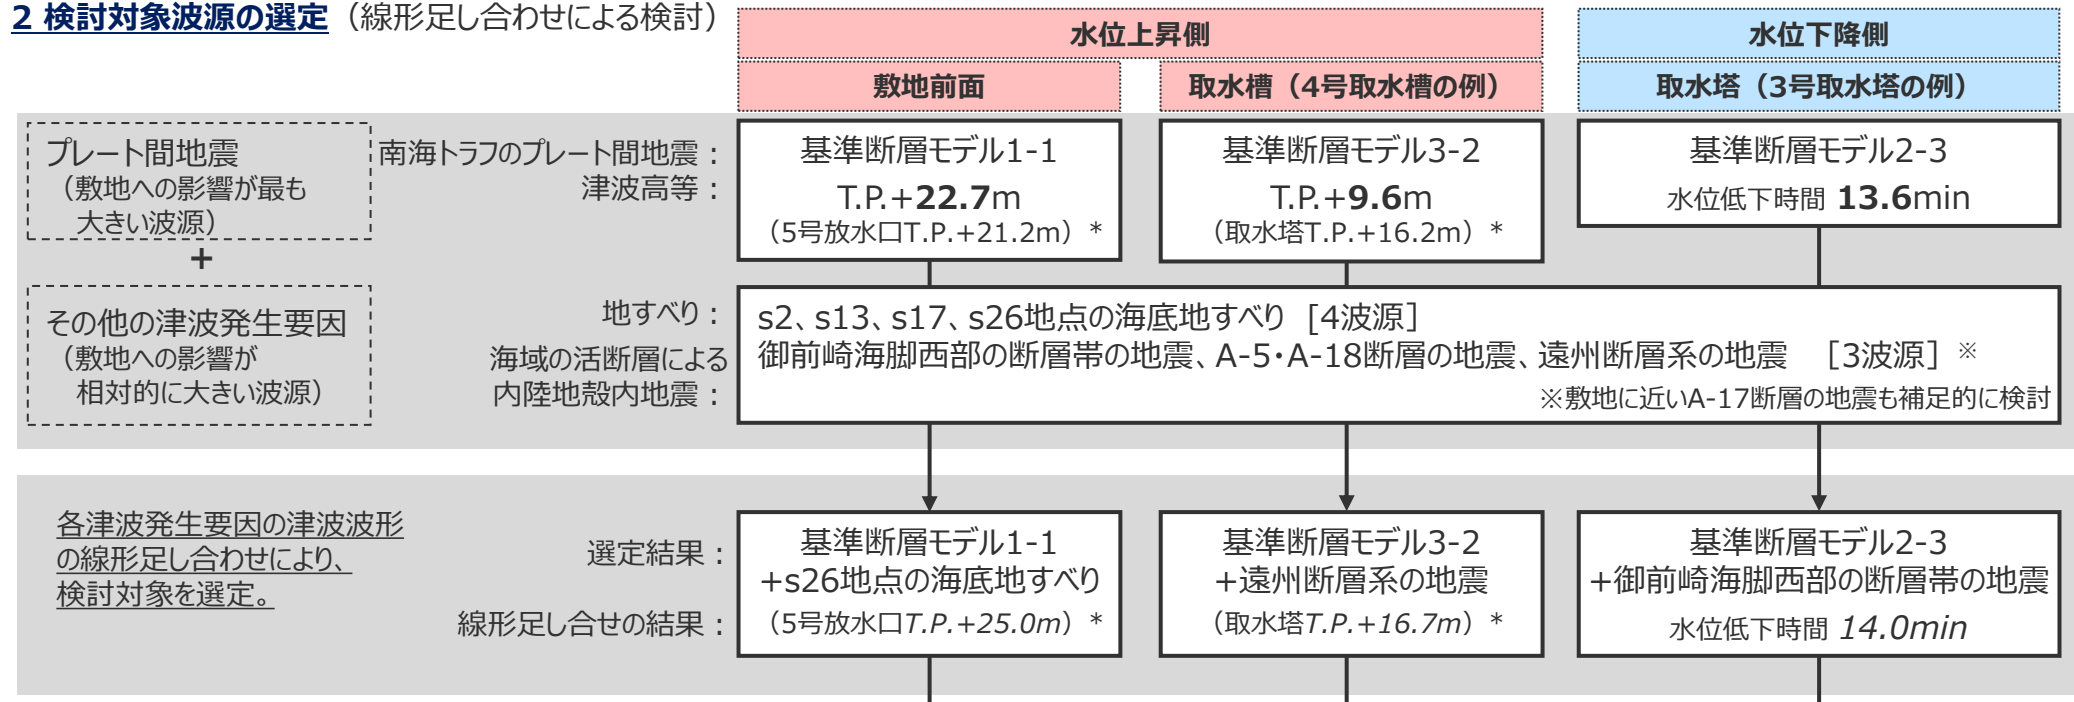 2 検討対象波源の選定（線形足し合わせによる検討）
水位上昇側
水位下降側
敷地前面
取水槽（4号取水槽の例）
取水塔（3号取水塔の例）
プレート間地震
（敷地への影響が最も
大きい波源）
+
その他の津波発生要因
（敷地への影響が
相対的に大きい波源）
南海トラフのプレート間地震：
津波高等：
基準断層モデル1-1
T.P.+22.7m
（5号放水口T.P.+21.2m）*
基準断層モデル3-2
T.P.+9.6m
（取水塔T.P.+16.2m）*
基準断層モデル2-3
水位低下時間 13.6min
地すべり：
海域の活断層による
内陸地殻内地震：
s2、s13、s17、s26地点の海底地すべり［4波源］
御前崎海脚西部の断層帯の地震、A-5・A-18断層の地震、遠州断層系の地震　［3波源］※
※敷地に近いA-17断層の地震も補足的に検討
各津波発生要因の津波波形
の線形足し合わせにより、
検討対象を選定。
選定結果：
線形足し合せの結果：
基準断層モデル1-1
+s26地点の海底地すべり
（5号放水口T.P.+25.0m）*
基準断層モデル3-2
+遠州断層系の地震
（取水塔T.P.+16.7m）*
基準断層モデル2-3
+御前崎海脚西部の断層帯の地震
水位低下時間 14.0min